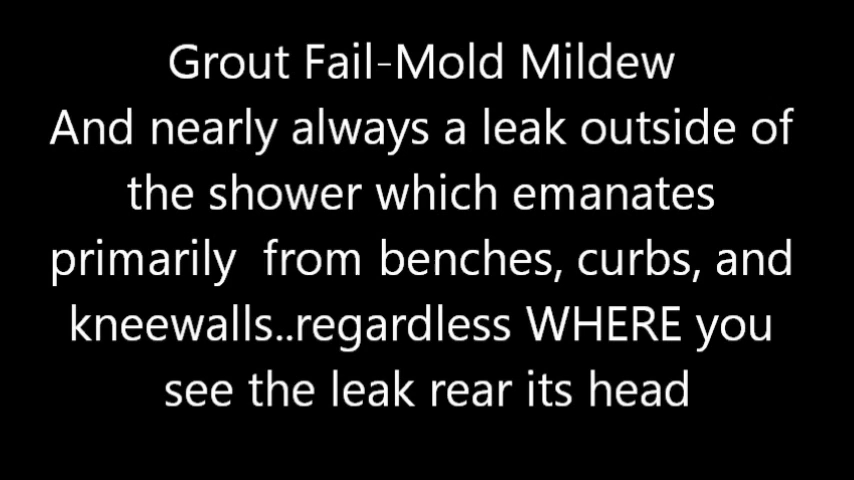 Grout Fail-Mold Mildew
And nearly always a leak outside of
the shower which emanates
primarily  from benches, curbs, and
kneewalls..regardless WHERE you
see the leak rear its head